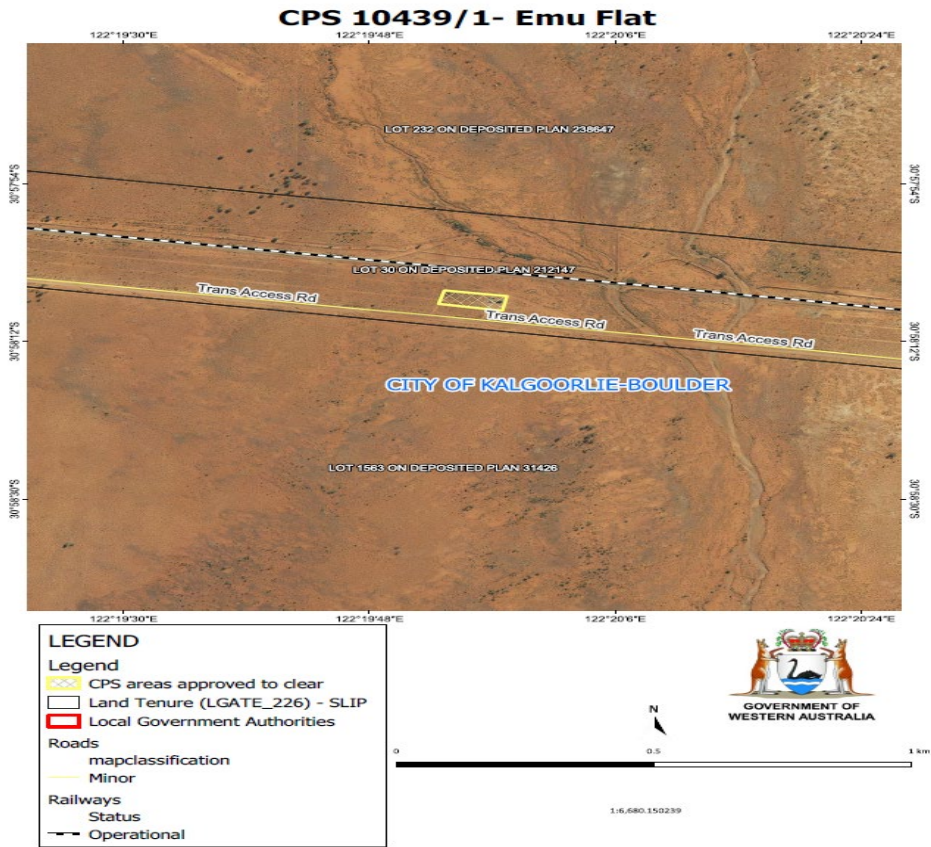 CPS 10439/1- Emu Flat
122°19'30"E
122°19'48"E
122°20'6"E
122°20'24"E
30°57'54"S
30°57'54"S
LOT 232 ON DEPOSITED PLAN 238647
LOT 30 ON DEPOSITED PLAN 212147
Trans Access Rd
Trans Access Rd
Trans Access Rd
30°58'12"S
30°58'12"S
CITY OF KALGOORLIE-BOULDER
LOT 1563 ON DEPOSITED PLAN 31426
30°58'30"S
30°58'30"S
122°19'30"E
122°19'48"E
122°20'6"E
122°20'24"E
LEGEND
Legend
CPS areas approved to clear
Land Tenure (LGATE_226) - SLIP
Local Government Authorities
Roads
mapclassification
Minor
Railways
Status
Operational
N
0
0.5
1 km
1:6,680.150239
GOVERNMENT OF
WESTERN AUSTRALIA